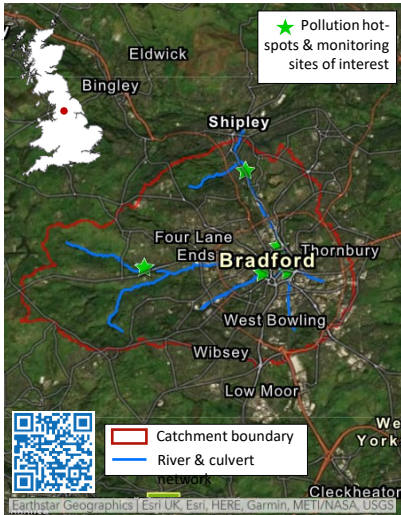 Pollution hot-
spots & monitoring
sites of interest
Eldwick
Bingley
Shipley
Four Lane
Ends
Thornbury
Bradford
West Bowling
Wibsey
Low Moor
We
York
Catchment boundary
River & culvert
network
Cleckheaton
Earthstar Geographics | Esri UK, Esri, HERE, Garmin, METI/NASA, USGS